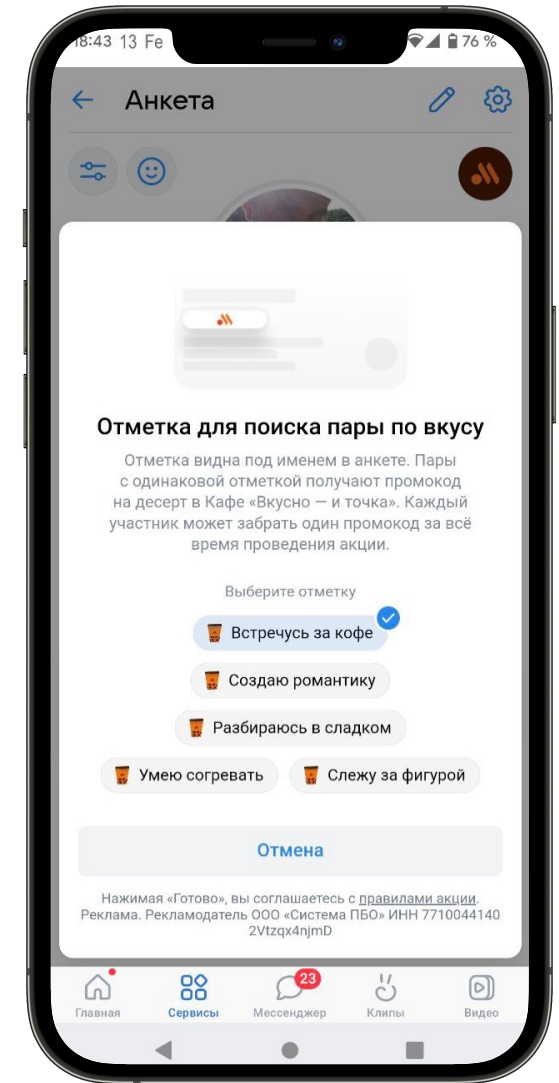 18:43 13 Fe 76 %
Анкета
Отметка для поиска пары по вкусу
Отметка видна под именем в анкете. Пары
с одинаковой отметкой получают промокод
на десерт в Кафе «Вкусно — и точка». Каждый
участник может забрать один промокод за всё
время проведения акции.
Выберите отметку
Встречусь за кофе
Создаю романтику
Разбираюсь в сладком
Умею согревать Слежу за фигурой
Отмена
Нажимая «Готово», вы соглашаетесь с правилами акции.
Реклама. Рекламодатель ООО «Система ПБО» ИНН 7710044140
2Vtzqx4njmD
23
Главная Сервисы Мессенджер Клипы Видео